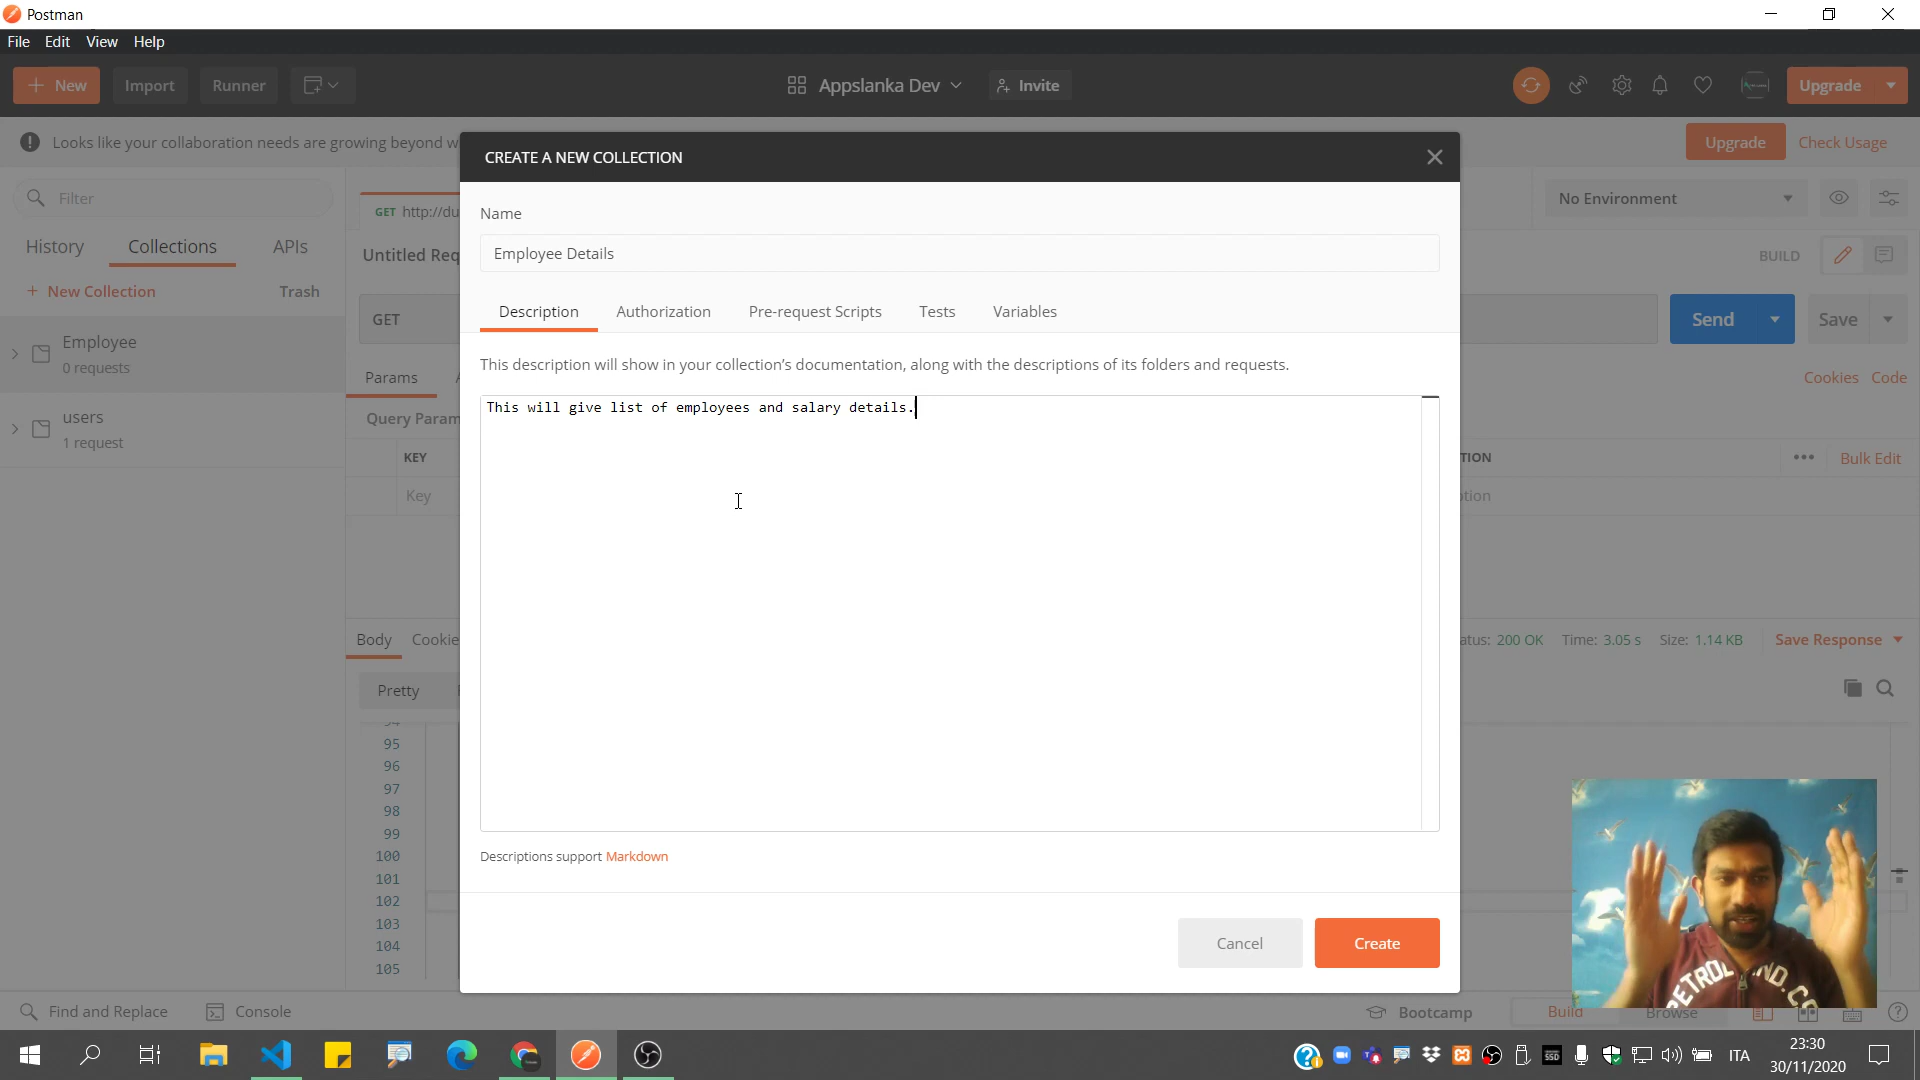 Postman
File Edit View Help
New Import Runner Appslanka Dev Invite Upgrade
Looks like your collaboration needs are growing beyond w Upgrade Check Usage
CREATE A NEW COLLECTION
Filter
GET http://du
No Environment
Name
History Collections APIs
Untitled Req
Employee Details
BUILD
+ New Collection Trash
Description Authorization Pre-request Scripts Tests Variables
GET
Send Save
Employee
0 requests
This description will show in your collection's documentation, along with the descriptions of its folders and requests.
Params
Cookies Code
This will give list of employees and salary details.
users
1 request
Query Param
KEY
TION
Bulk Edit
Key
Body Cookie
Status: 200 OK Time: 3.05 s Size: 1.14 KB Save Response
Pretty
95
96
97
98
99
100
101
102
103
104
105
Descriptions support Markdown
Cancel Create
PETROL IND.CO
Find and Replace Console Bootcamp Build Browse
SSD
ITA
23:30
30/11/2020